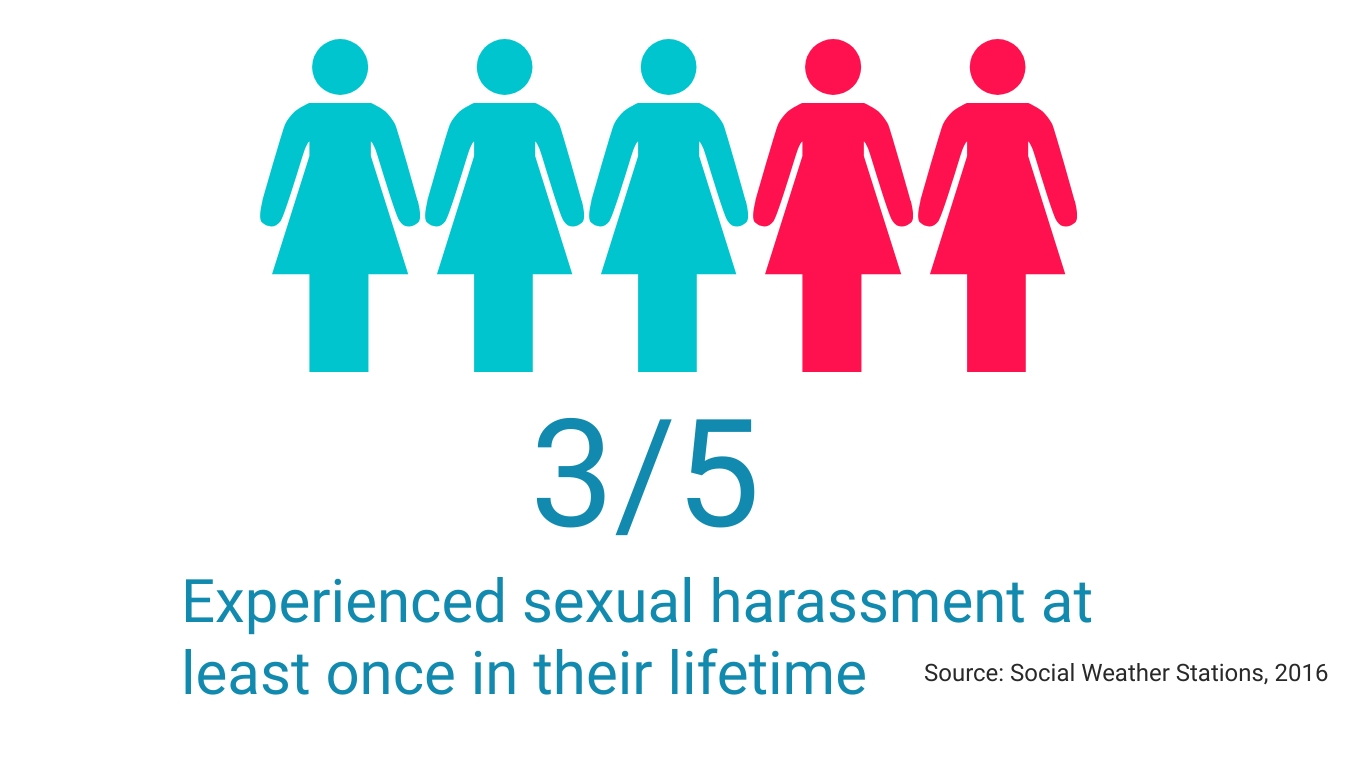 3/5
Experienced sexual harassment at
least once in their lifetime
Source: Social Weather Stations, 2016